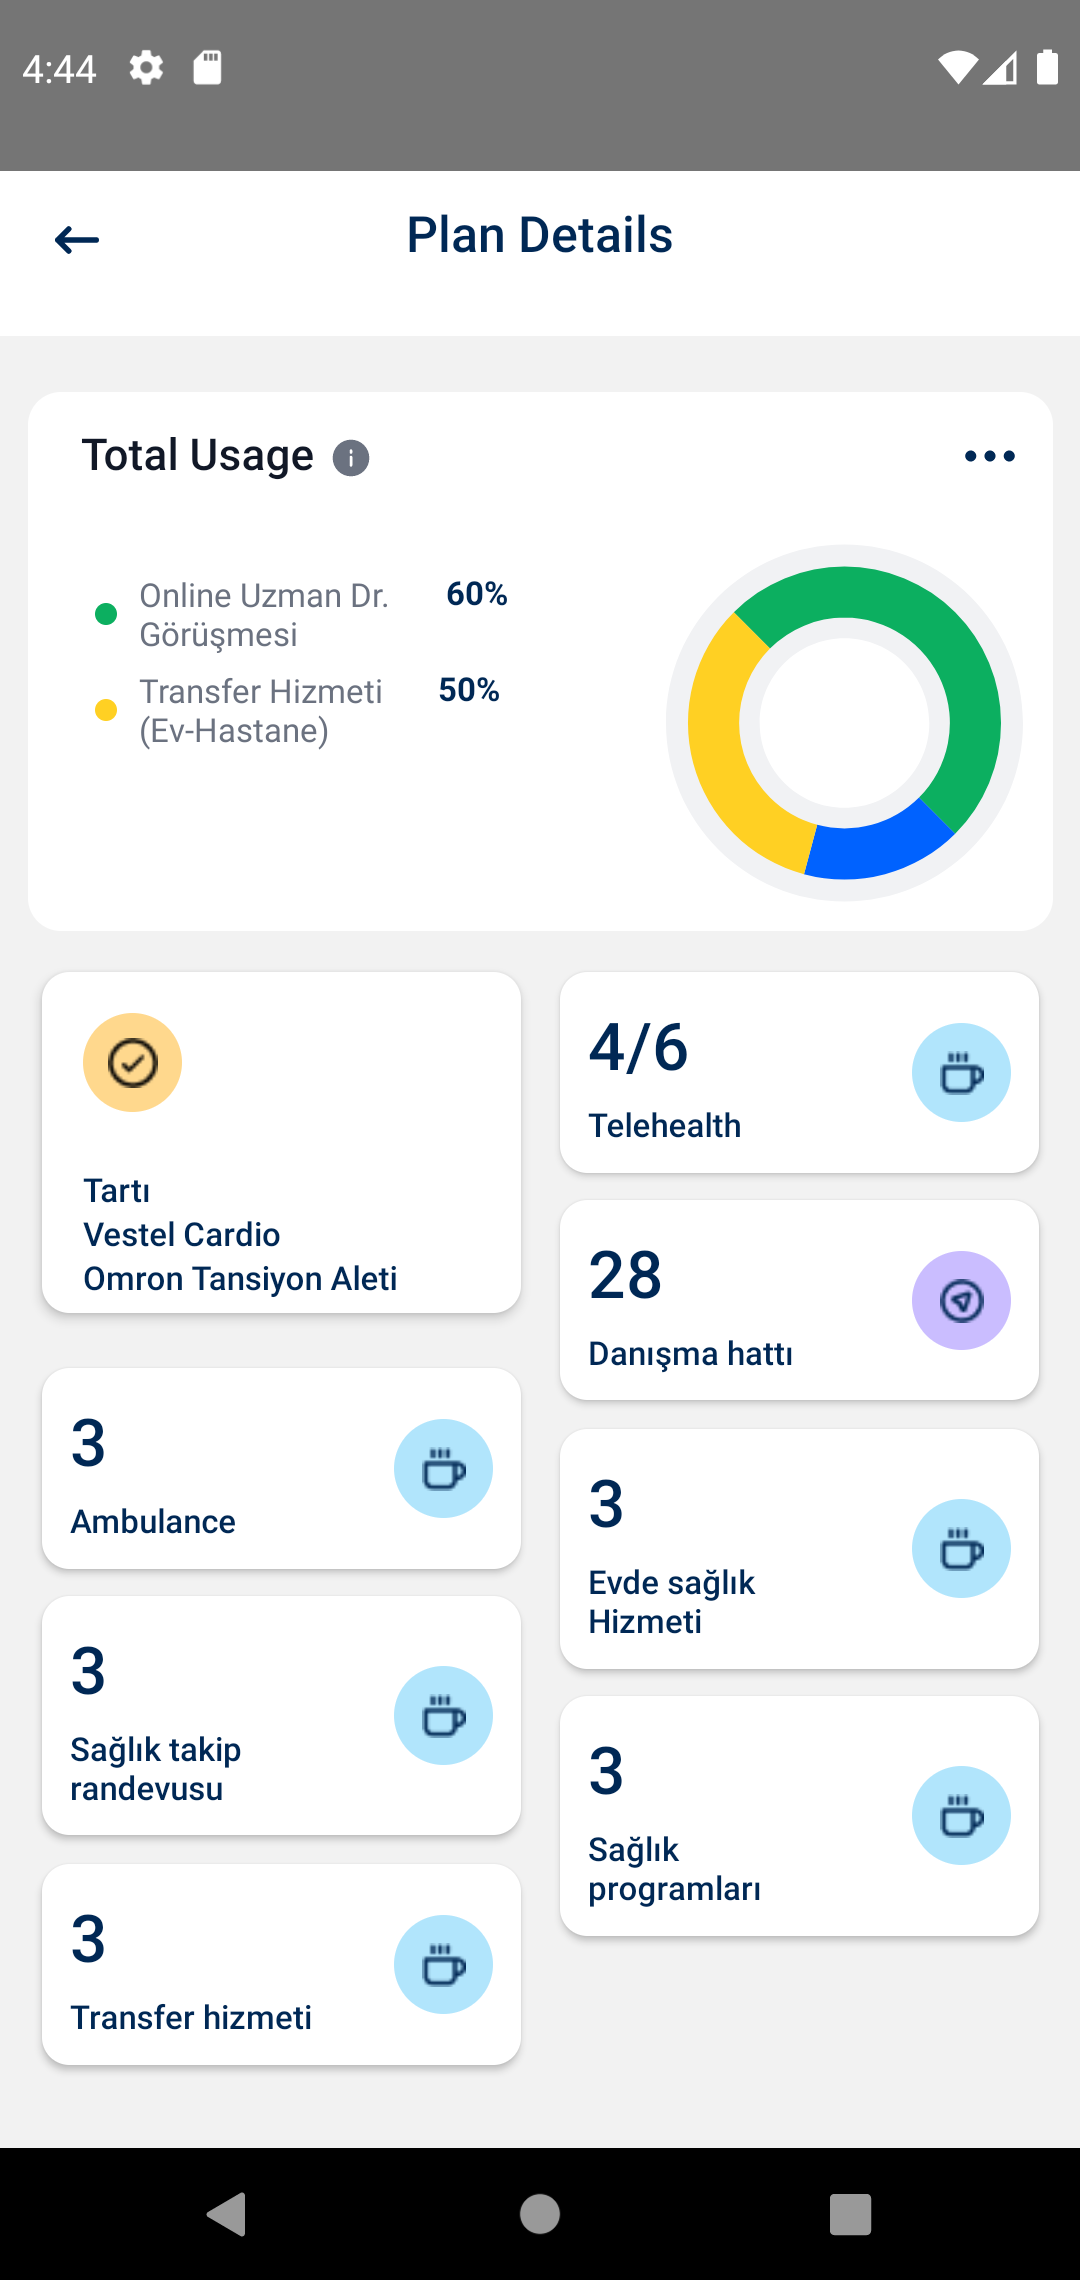 4:44
Plan Details
Total Usage
Online Uzman Dr. 60%
Görüşmesi
Transfer Hizmeti 50%
(Ev-Hastane)
Tartı
Vestel Cardio
Omron Tansiyon Aleti
4/6
Telehealth
28
Danışma hattı
3
Ambulance
3
Evde sağlık
Hizmeti
3
Sağlık takip
randevusu
3
Sağlık
programları
3
Transfer hizmeti